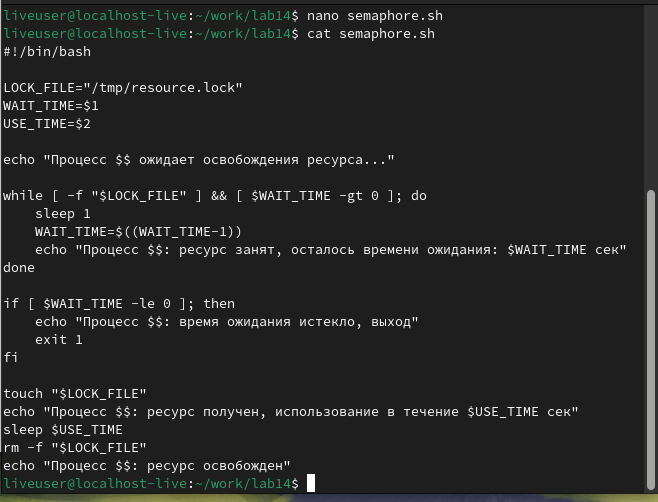 liveuser@localhost-live:~/work/lab14$ nano semaphore.sh
liveuser@localhost-live:~/work/lab14$ cat semaphore.sh
#!/bin/bash

LOCK_FILE="/tmp/resource.lock"
WAIT_TIME=$1
USE_TIME=$2

echo "Процесс $$ ожидает освобождения ресурса..."

while [ -f "$LOCK_FILE" ] && [ $WAIT_TIME -gt 0 ]; do
    sleep 1
    WAIT_TIME=$((WAIT_TIME-1))
    echo "Процесс $$: ресурс занят, осталось времени ожидания: $WAIT_TIME сек"
done

if [ $WAIT_TIME -le 0 ]; then
    echo "Процесс $$: время ожидания истекло, выход"
    exit 1
fi

touch "$LOCK_FILE"
echo "Процесс $$: ресурс получен, использование в течение $USE_TIME сек"
sleep $USE_TIME
rm -f "$LOCK_FILE"
echo "Процесс $$: ресурс освобожден"
liveuser@localhost-live:~/work/lab14$